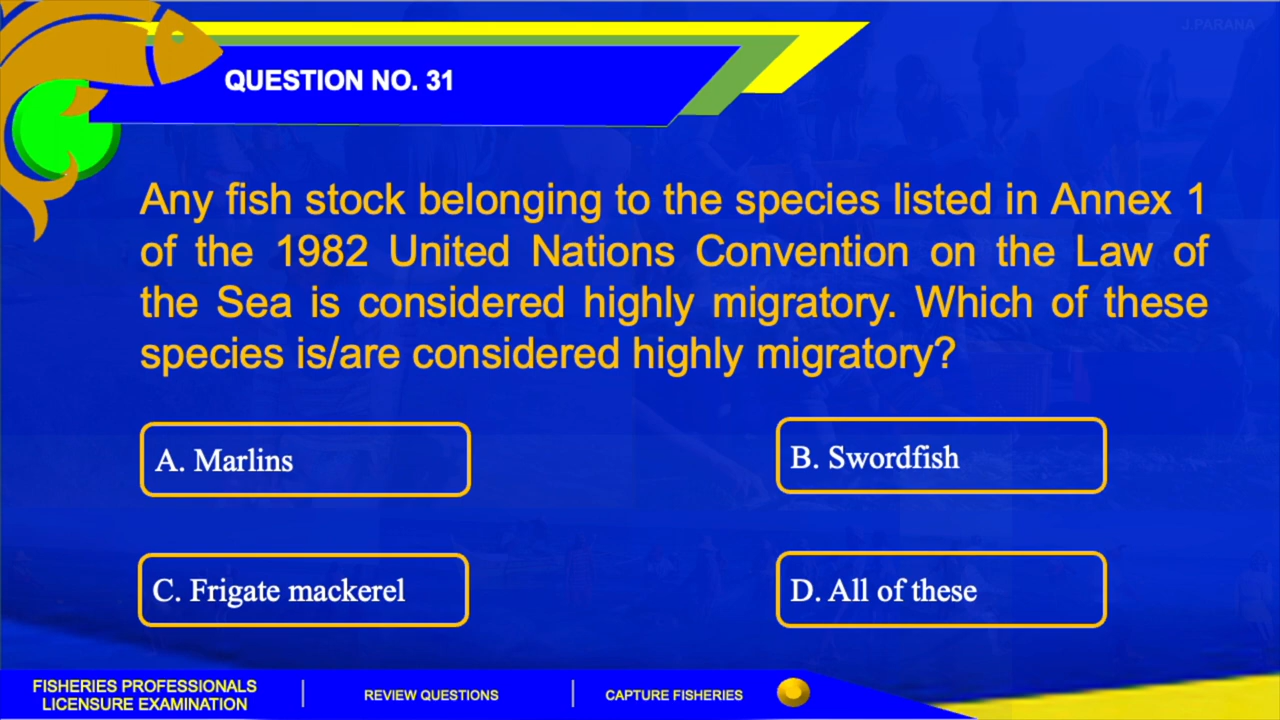 J.PARANA
QUESTION NO. 31
Any fish stock belonging to the species listed in Annex 1
of the 1982 United Nations Convention on the Law of
the Sea is considered highly migratory. Which of these
species is/are considered highly migratory?
A. Marlins
B. Swordfish
C. Frigate mackerel
D. All of these
FISHERIES PROFESSIONALS
LICENSURE EXAMINATION
REVIEW QUESTIONS
CAPTURE FISHERIES